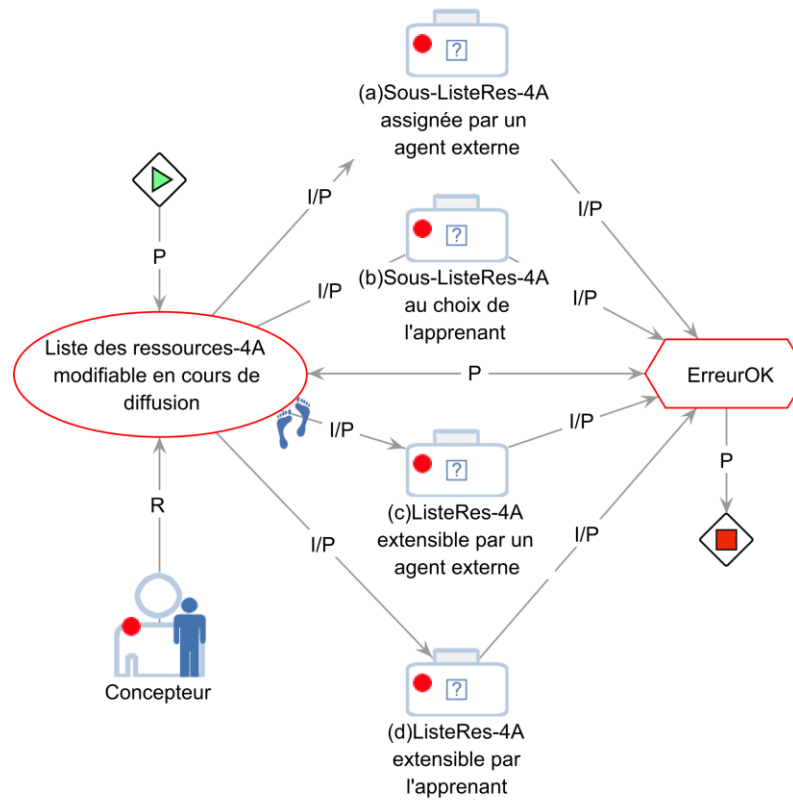 ?
(a)Sous-ListeRes-4A
assignée par un
agent externe
I/P
I/P
P
?
I/P
(b)Sous-ListeRes-4A
au choix de
l'apprenant
I/P
Liste des ressources-4A
modifiable en cours de
diffusion
P
ErreurOK
I/P
I/P
?
P
R
(c)ListeRes-4A
extensible par un
agent externe
I/P
I/P
?
Concepteur
(d)ListeRes-4A
extensible par
l'apprenant